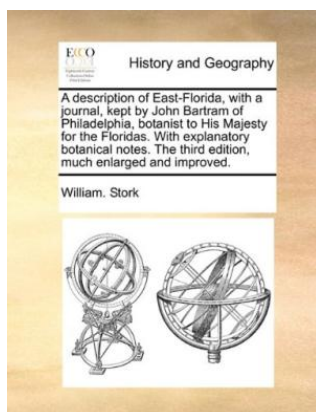 ECCO
History and Geography
A description of East-Florida, with a
journal, kept by John Bartram of
Philadelphia, botanist to His Majesty
for the Floridas. With explanatory
botanical notes. The third edition,
much enlarged and improved.
William. Stork